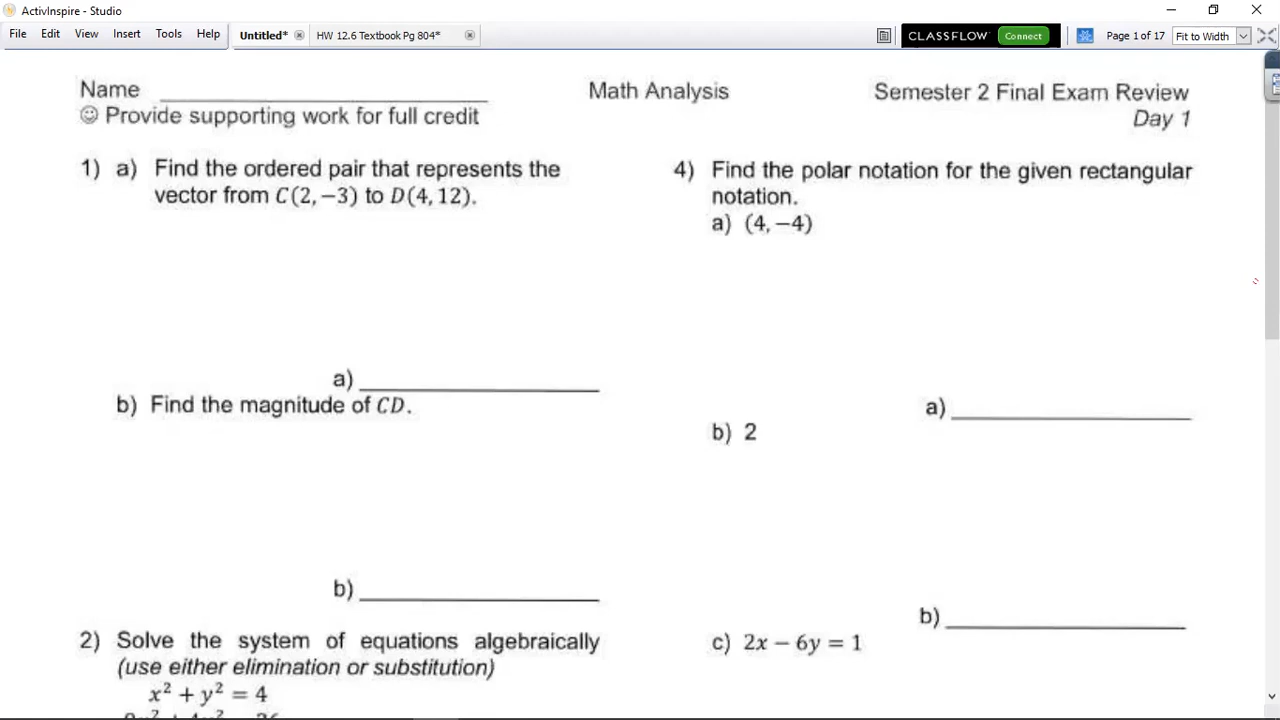 ActivInspire - Studio
File Edit View Insert Tools Help Untitled* HW 12.6 Textbook Pg 804* CLASSFLOW Connect Page 1 of 17 Fit to Width
Name Math Analysis Semester 2 Final Exam Review
☺ Provide supporting work for full credit Day 1
1) a) Find the ordered pair that represents the
vector from C(2, −3) to D(4, 12).
a)
b) Find the magnitude of CD.
b)
2) Solve the system of equations algebraically
(use either elimination or substitution)
x² + y² = 4
4) Find the polar notation for the given rectangular
notation.
a) (4, −4)
a)
b) 2
b)
c) 2x − 6y = 1